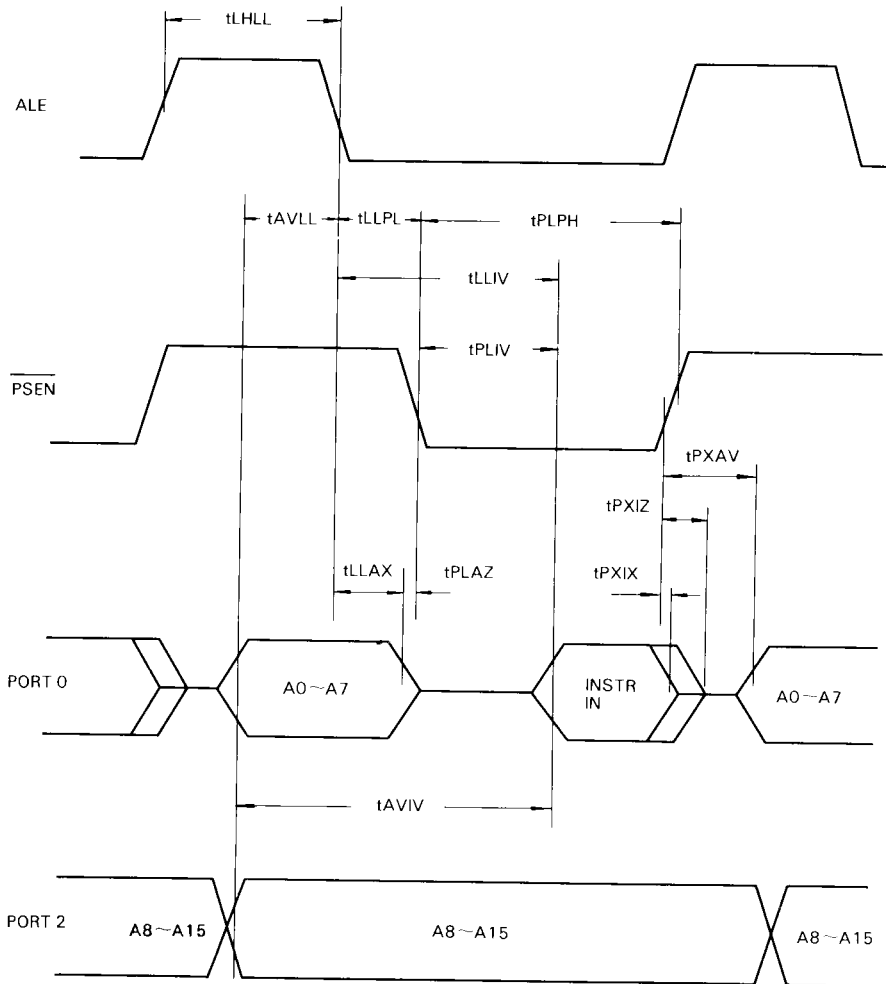 tLHLL
ALE
tAVLL tLLPL tPLPH
tLLIV
tPLIV
PSEN
tPXAV
tPXIZ
tLLAX tPLAZ tPXIX
PORT 0 A0~A7 INSTR IN A0~A7
tAVIV
PORT 2 A8~A15 A8~A15 A8~A15